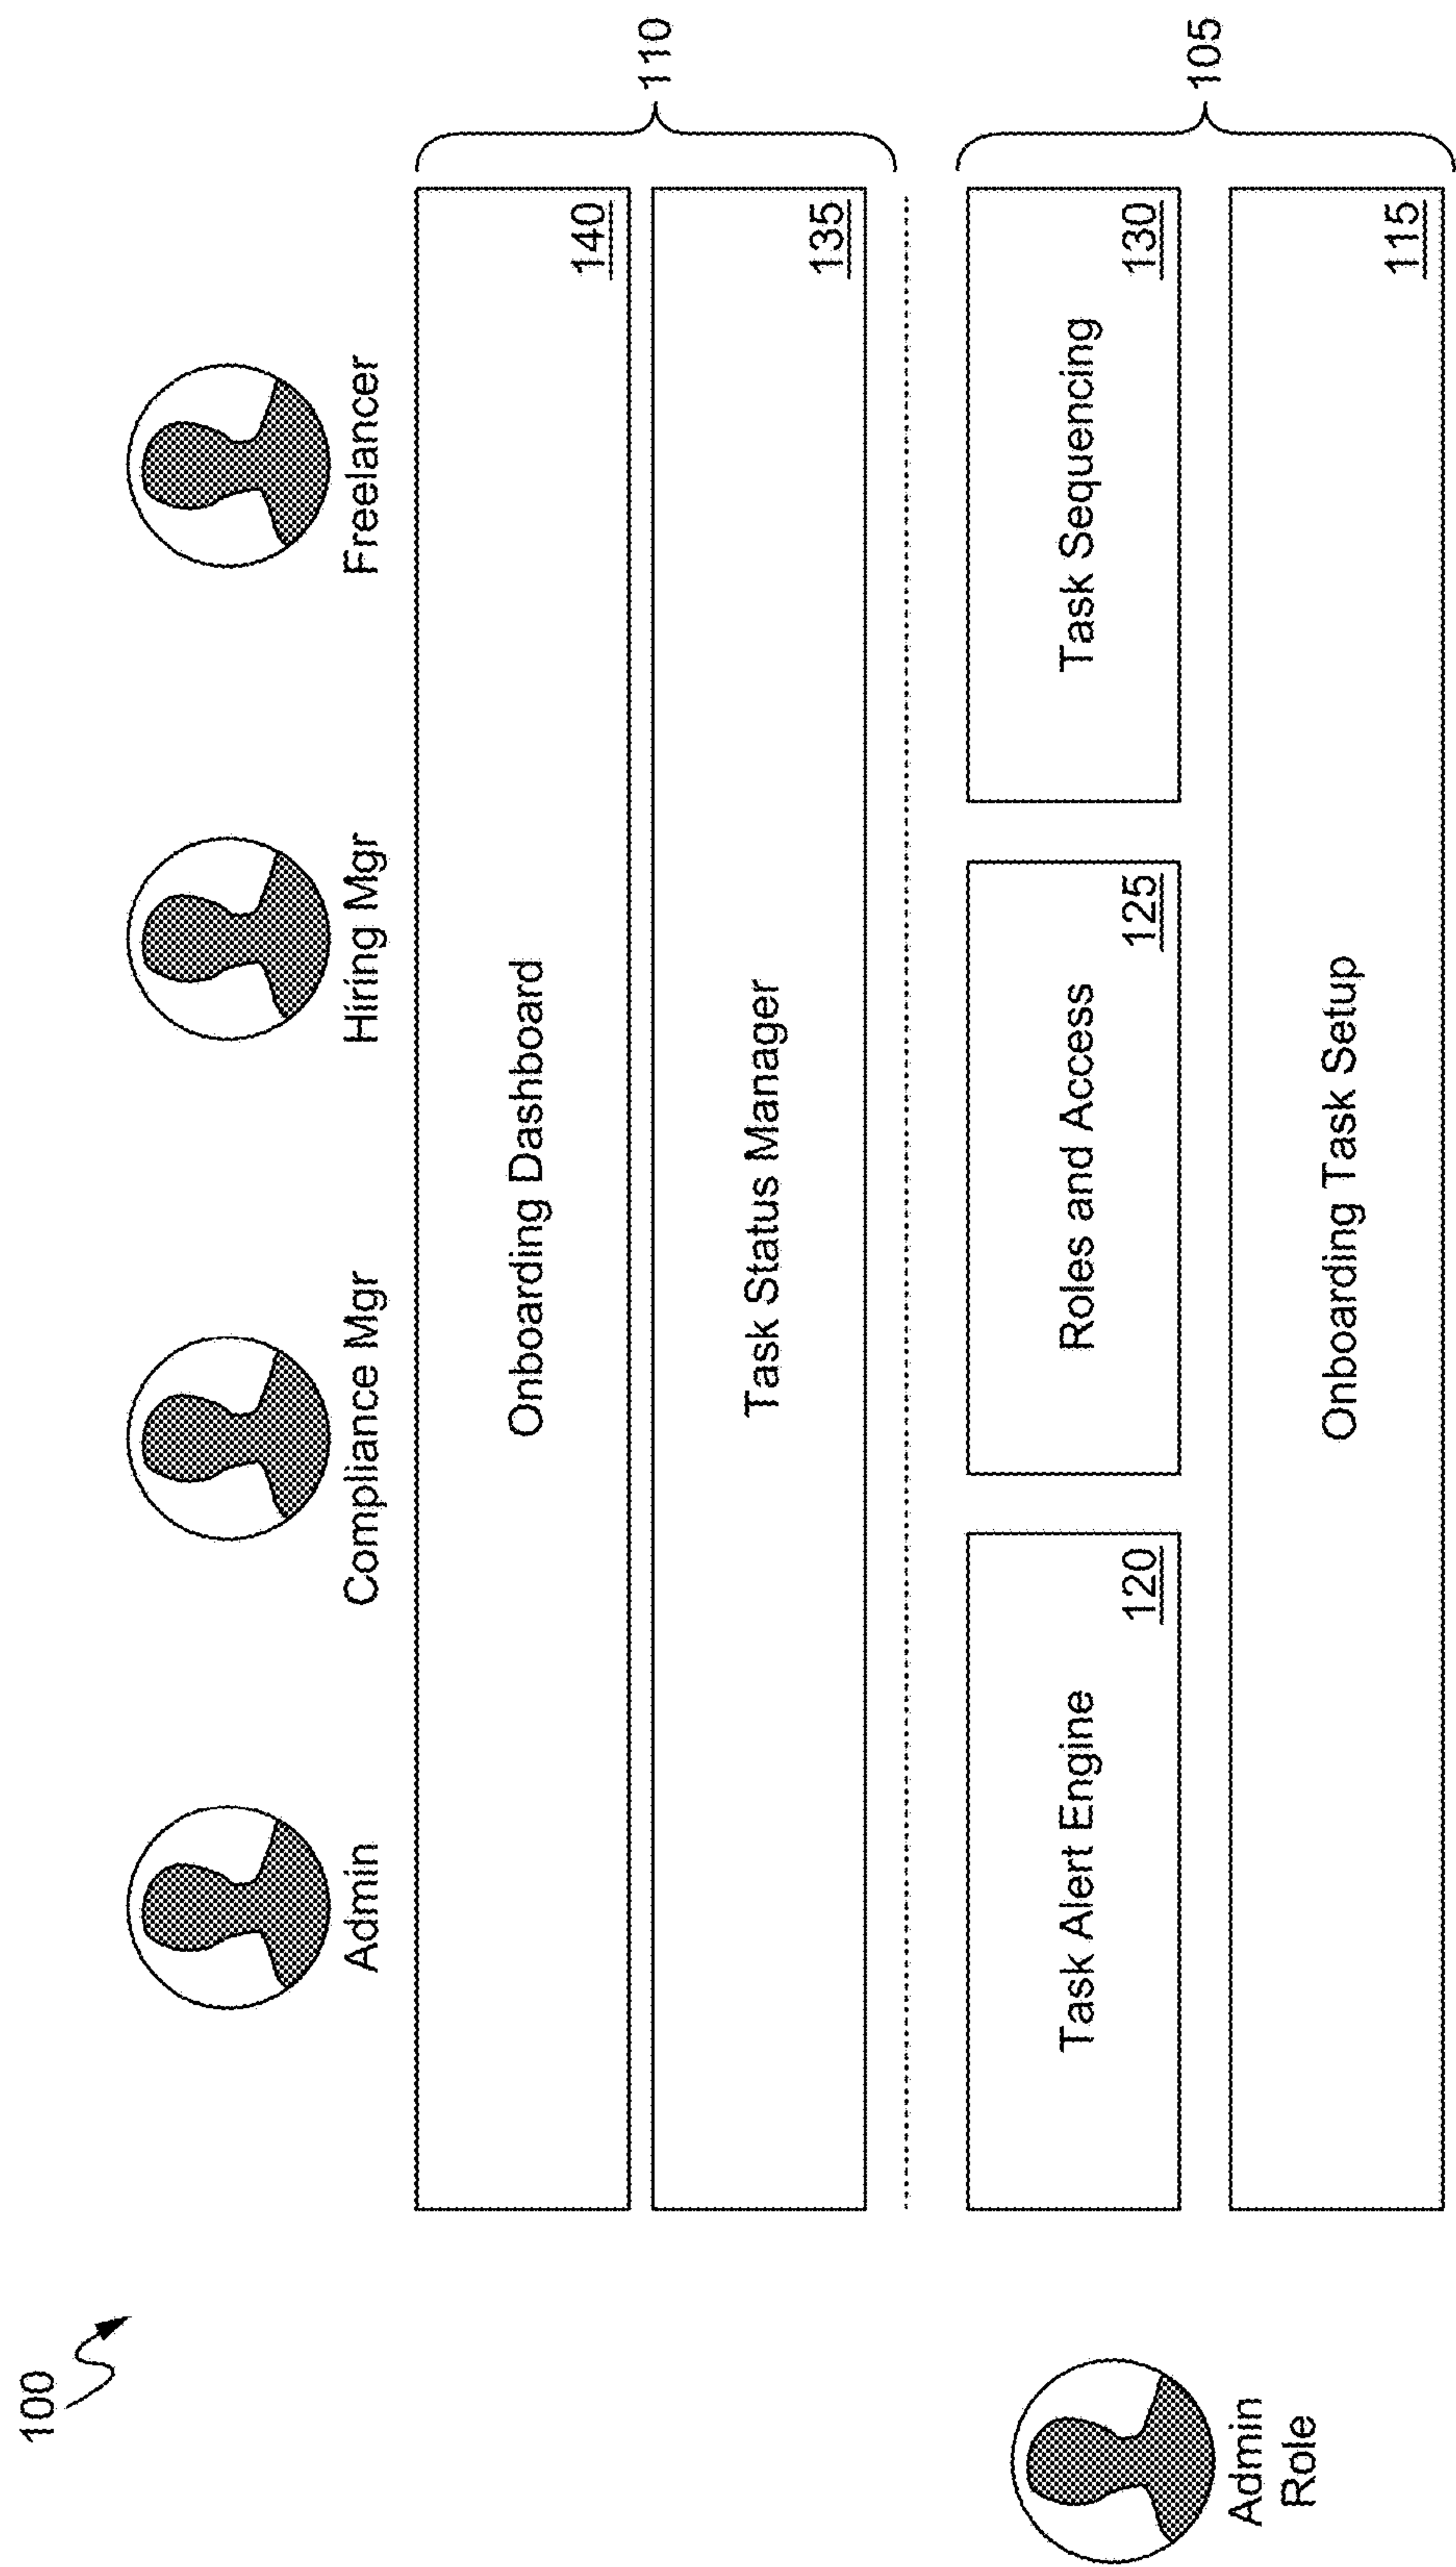 100
Admin
Compliance Mgr
Hiring Mgr
Freelancer
Onboarding Dashboard
140
110
Task Status Manager
135
Task Alert Engine
120
Roles and Access
125
Task Sequencing
130
105
Admin
Role
Onboarding Task Setup
115